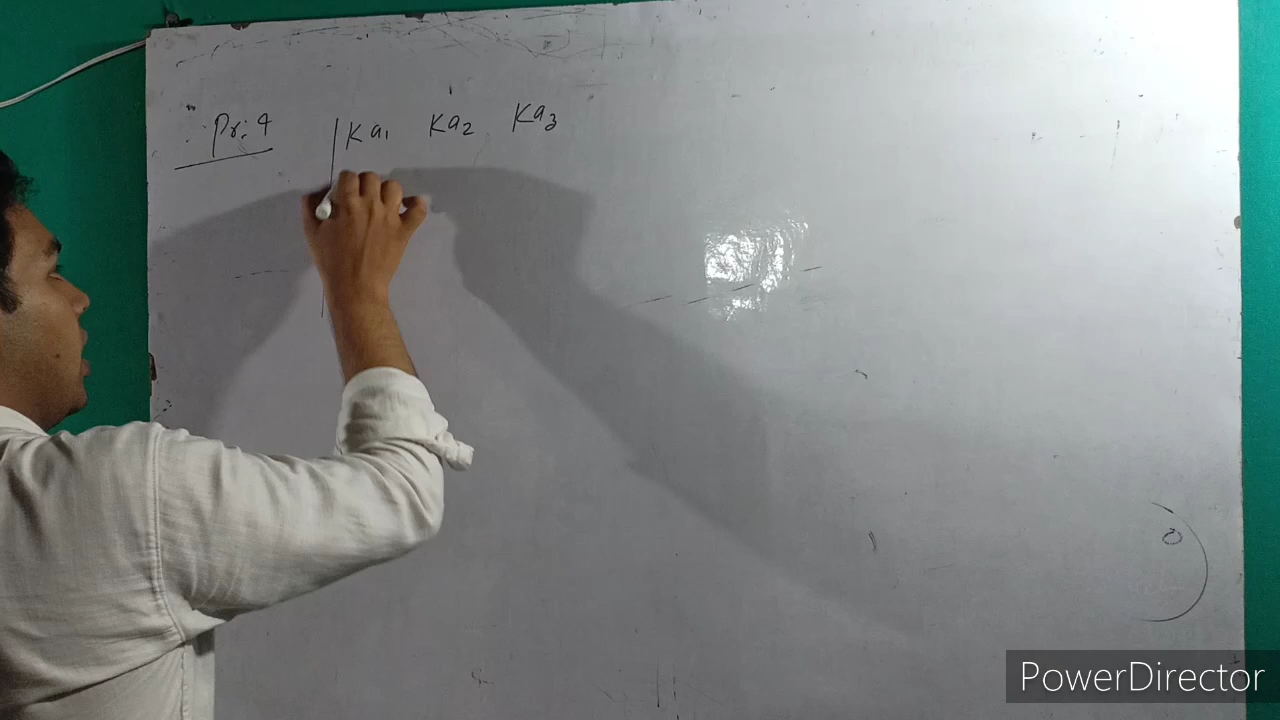 Pr: 4 | Ka₁ Ka₂ Ka₃
PowerDirector